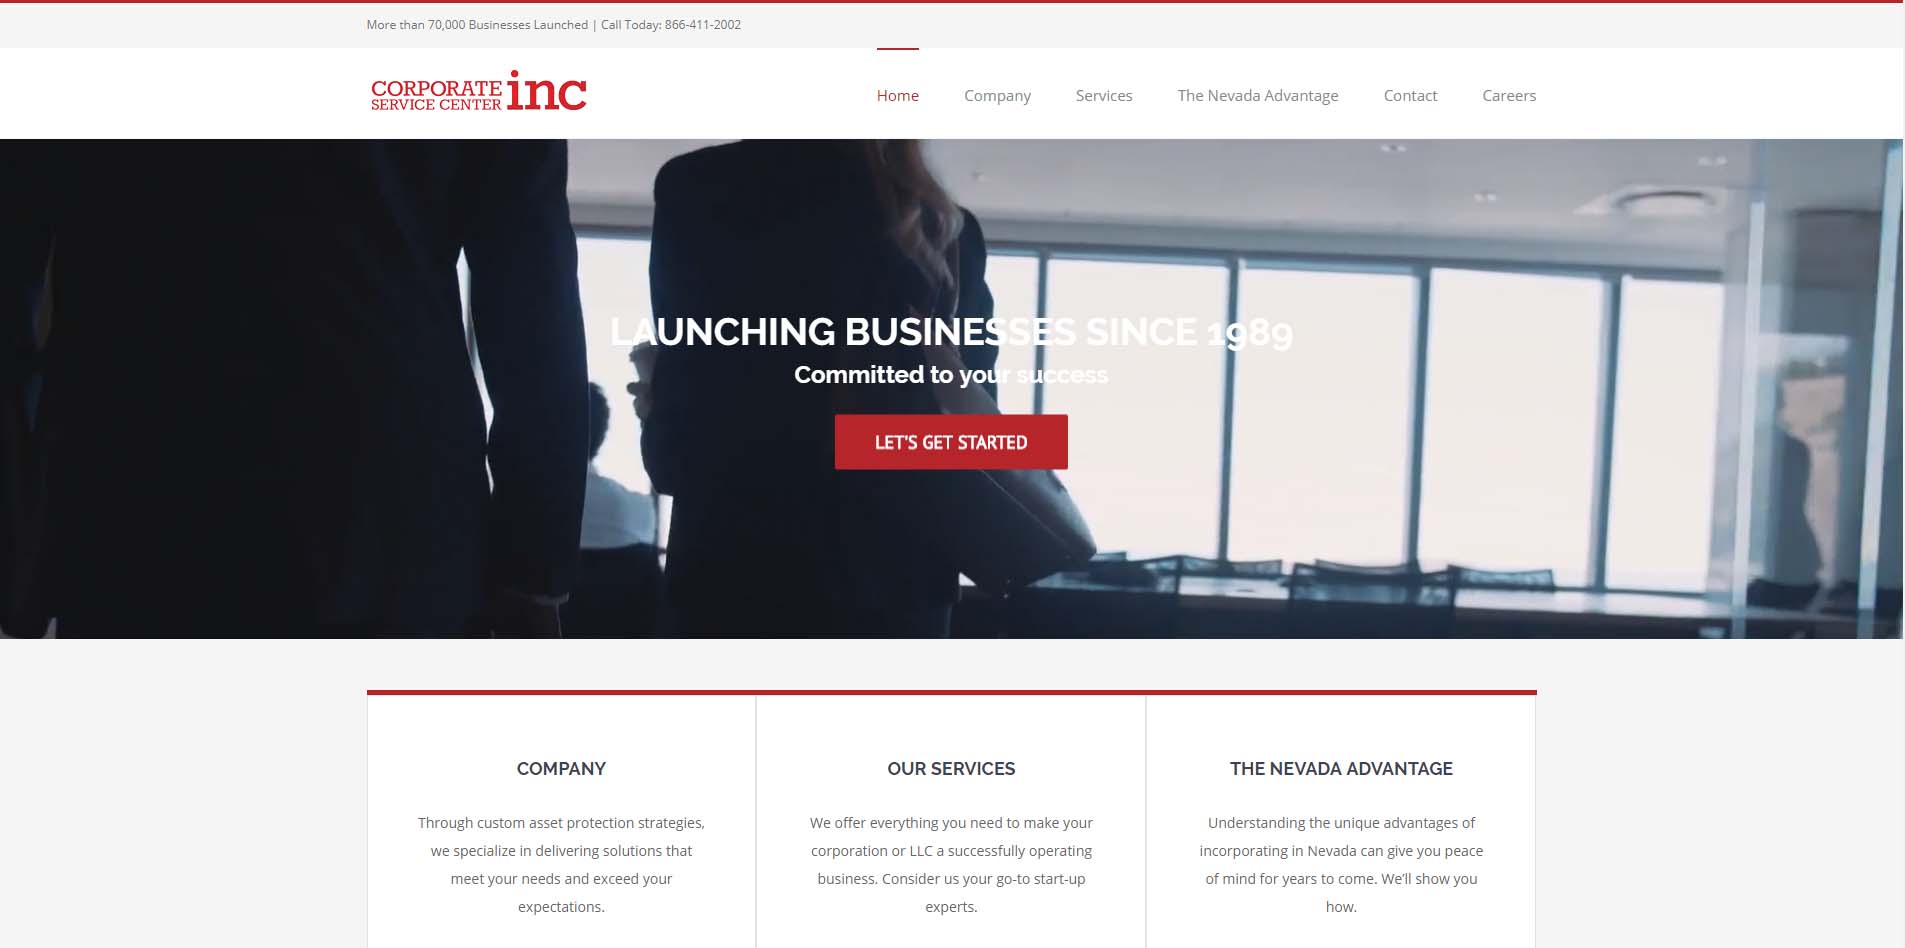 More than 70,000 Businesses Launched | Call Today: 866-411-2002
CORPORATE
SERVICE CENTER inc
Home Company Services The Nevada Advantage Contact Careers
LAUNCHING BUSINESSES SINCE 1989
Committed to your success
LET'S GET STARTED
COMPANY
Through custom asset protection strategies,
we specialize in delivering solutions that
meet your needs and exceed your
expectations.
OUR SERVICES
We offer everything you need to make your
corporation or LLC a successfully operating
business. Consider us your go-to start-up
experts.
THE NEVADA ADVANTAGE
Understanding the unique advantages of
incorporating in Nevada can give you peace
of mind for years to come. We’ll show you
how.